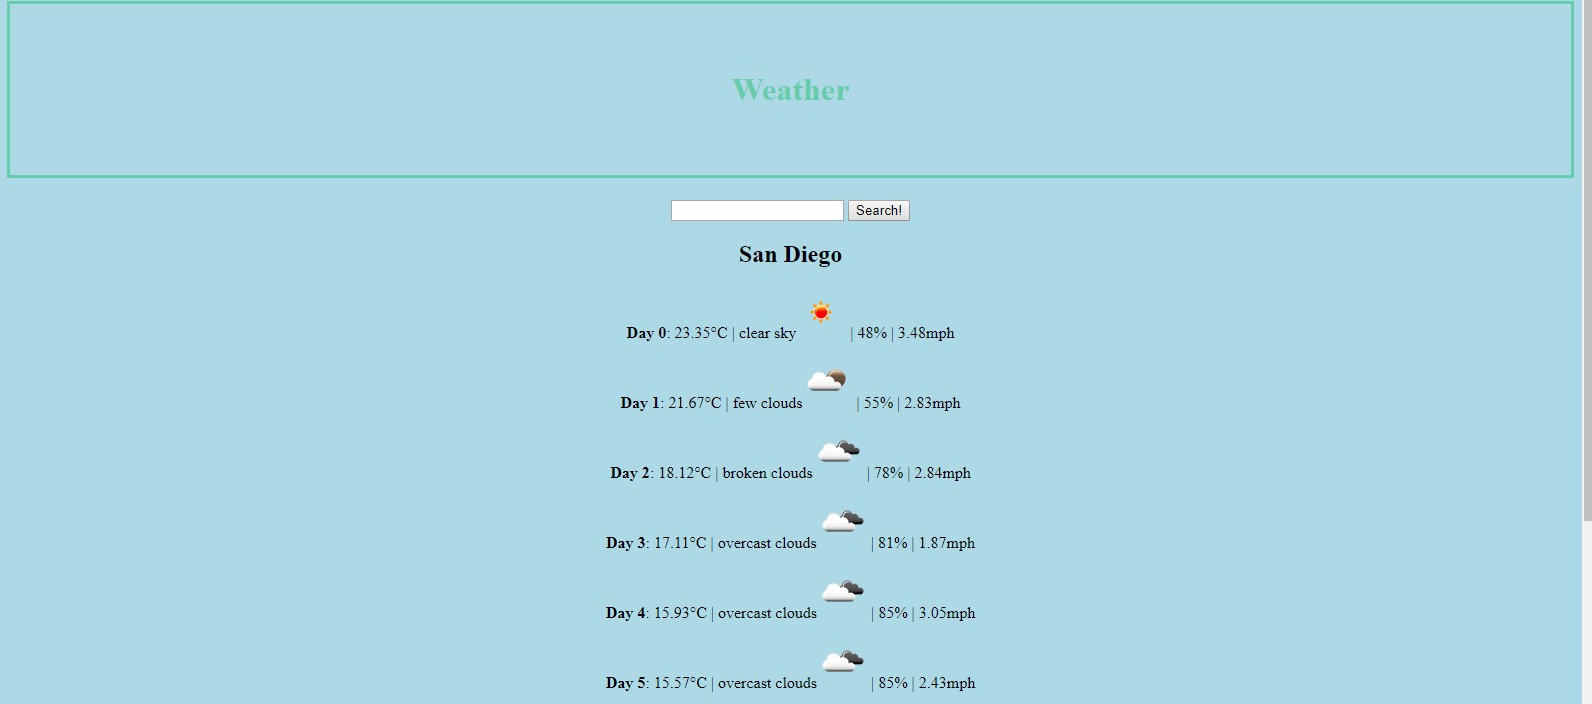 Weather
Search!
San Diego
Day 0: 23.35°C | clear sky | 48% | 3.48mph
Day 1: 21.67°C | few clouds | 55% | 2.83mph
Day 2: 18.12°C | broken clouds | 78% | 2.84mph
Day 3: 17.11°C | overcast clouds | 81% | 1.87mph
Day 4: 15.93°C | overcast clouds | 85% | 3.05mph
Day 5: 15.57°C | overcast clouds | 85% | 2.43mph